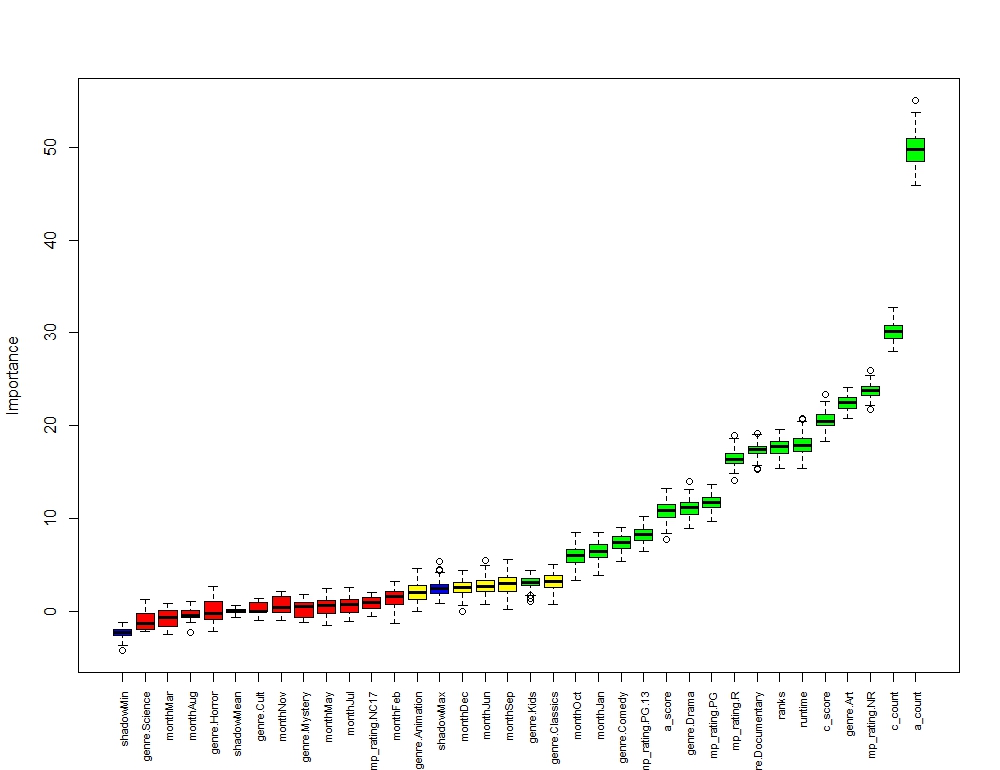 Importance
50
40
30
20
10
0
shadowMin
genre.Science
monthMar
monthAug
genre.Horror
shadowMean
genre.Cult
monthNov
genre.Mystery
monthMay
monthJul
mp_rating.NC17
monthFeb
genre.Animation
shadowMax
monthDec
monthJun
monthSep
genre.Kids
genre.Classics
monthOct
monthJan
genre.Comedy
mp_rating.PG.13
a_score
genre.Drama
mp_rating.PG
mp_rating.R
re.Documentary
ranks
runtime
c_score
genre.Art
mp_rating.NR
c_count
a_count